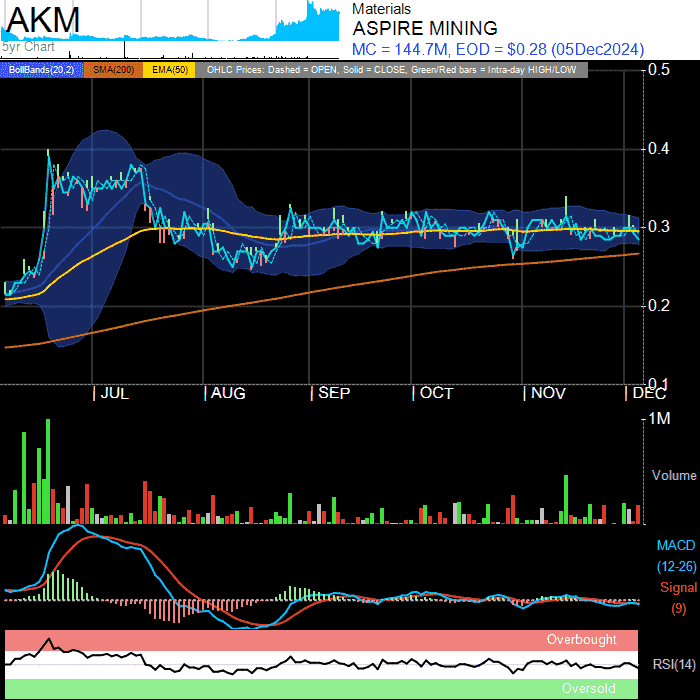 AKM
5yr Chart
Materials
ASPIRE MINING
MC = 144.7M, EOD = $0.28 (05Dec2024)
BollBands(20,2) SMA(200) EMA(50) OHLC Prices: Dashed = OPEN, Solid = CLOSE, Green/Red bars = Intra-day HIGH/LOW
0.5
0.4
0.3
0.2
0.1
| JUL | AUG | SEP | OCT | NOV | DEC
1M
Volume
MACD
(12-26)
Signal
(9)
Overbought
RSI(14)
Oversold